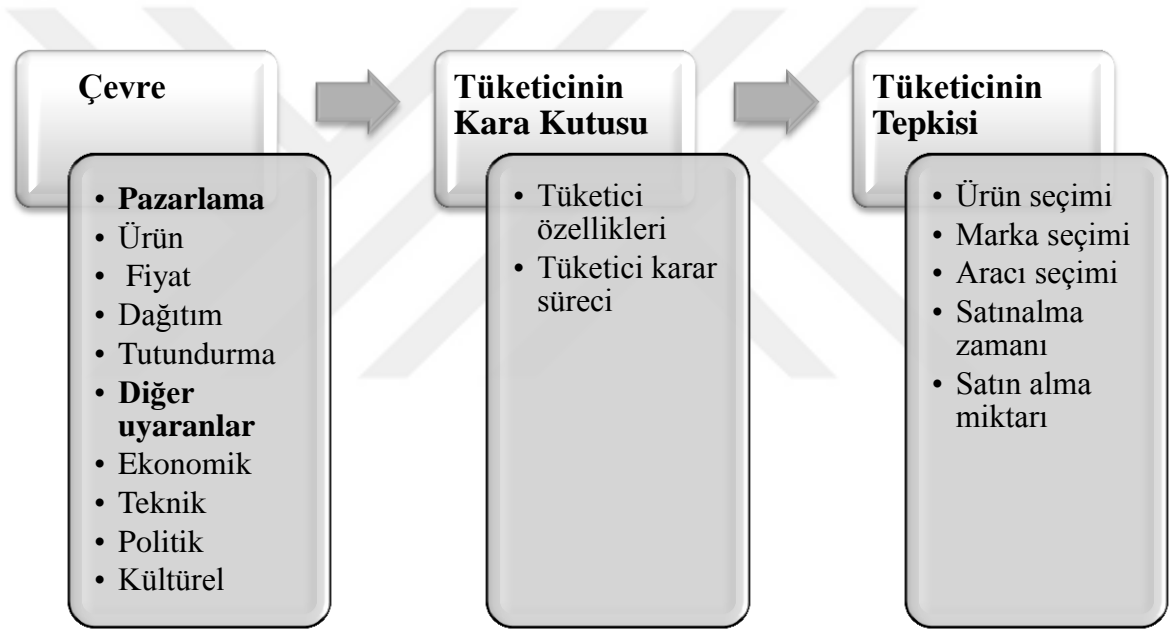 Çevre
• Pazarlama
• Ürün
• Fiyat
• Dağıtım
• Tutundurma
• Diğer
uyaranlar
• Ekonomik
• Teknik
• Politik
• Kültürel
Tüketicinin
Kara Kutusu
• Tüketici
özellikleri
• Tüketici karar
süreci
Tüketicinin
Tepkisi
• Ürün seçimi
• Marka seçimi
• Aracı seçimi
• Satınalma
zamanı
• Satın alma
miktarı